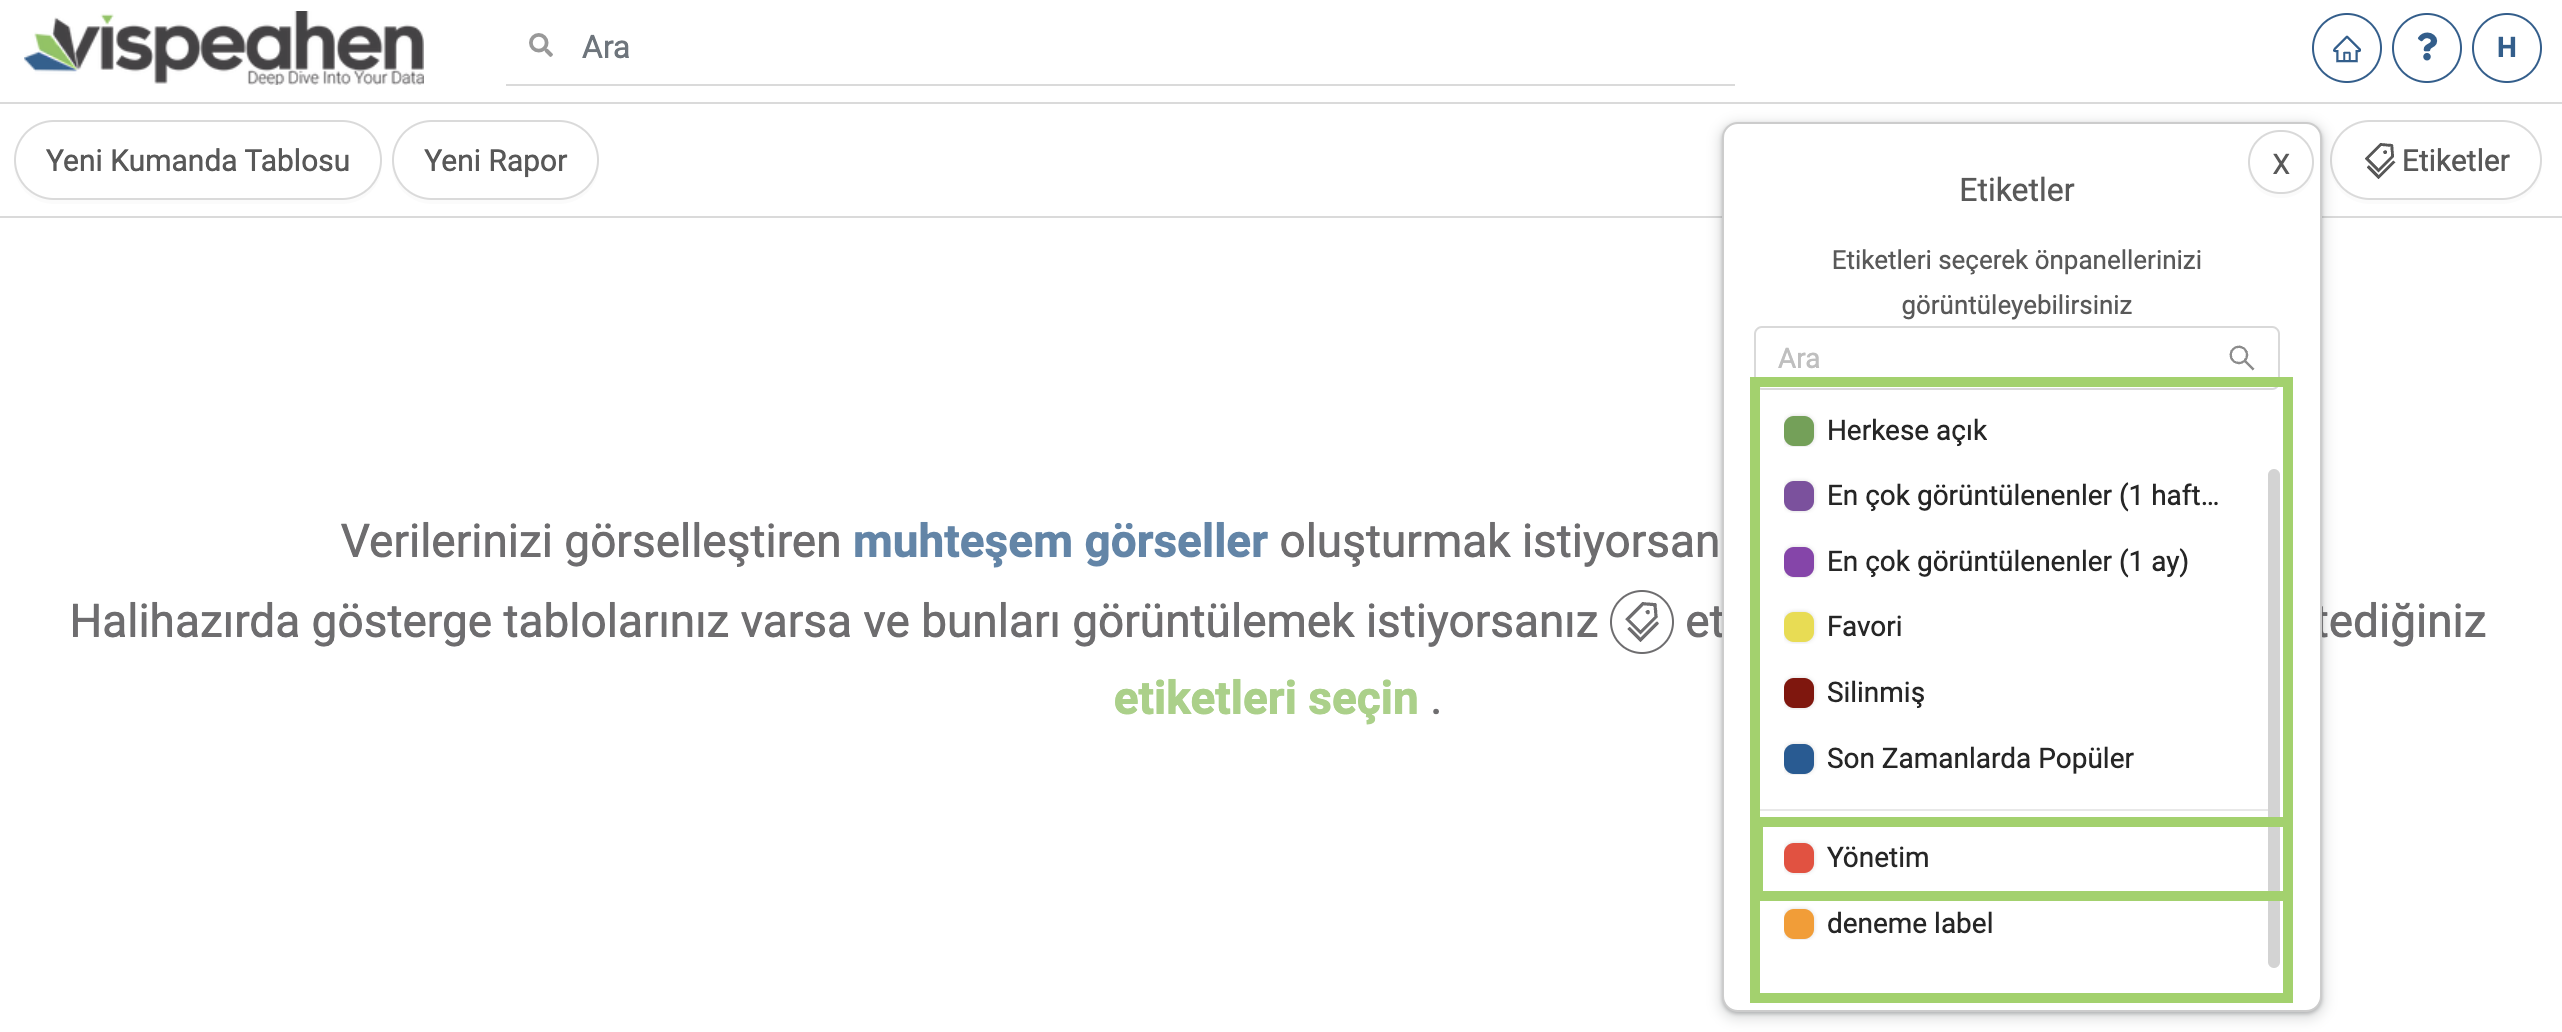 vispeahen
Deep Dive Into Your Data
Ara
?
H
Yeni Kumanda Tablosu
Yeni Rapor
Etiketler
X
Etiketler
Etiketleri seçerek önpanellerinizi
görüntüleyebilirsiniz
Ara
Herkese açık
En çok görüntülenenler (1 haft...
En çok görüntülenenler (1 ay)
Favori
Silinmiş
Son Zamanlarda Popüler
Yönetim
deneme label
Verilerinizi görselleştiren muhteşem görseller oluşturmak istiyorsan
Halihazırda gösterge tablolarınız varsa ve bunları görüntülemek istiyorsanız et tediğiniz
etiketleri seçin .